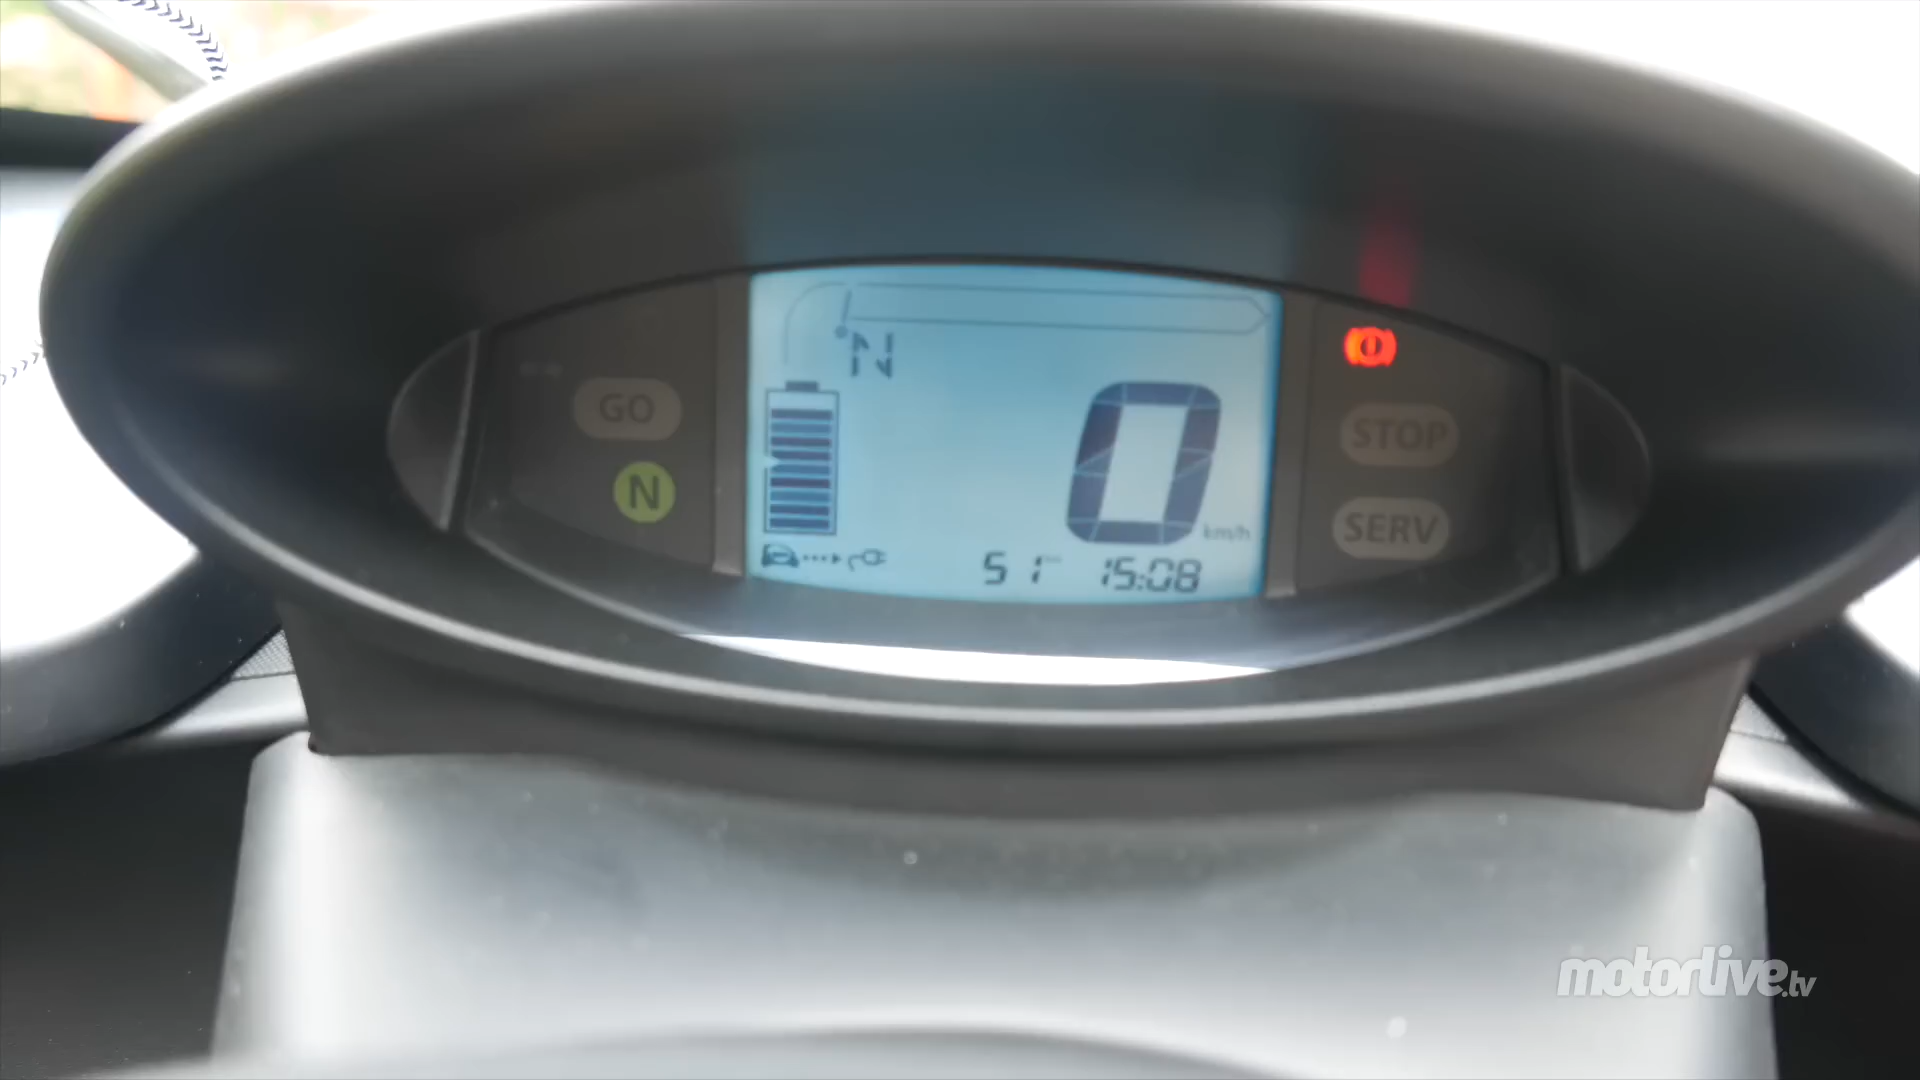 N
GO
N
0
km/h
51 15:08
STOP
SERV
motorlive.tv